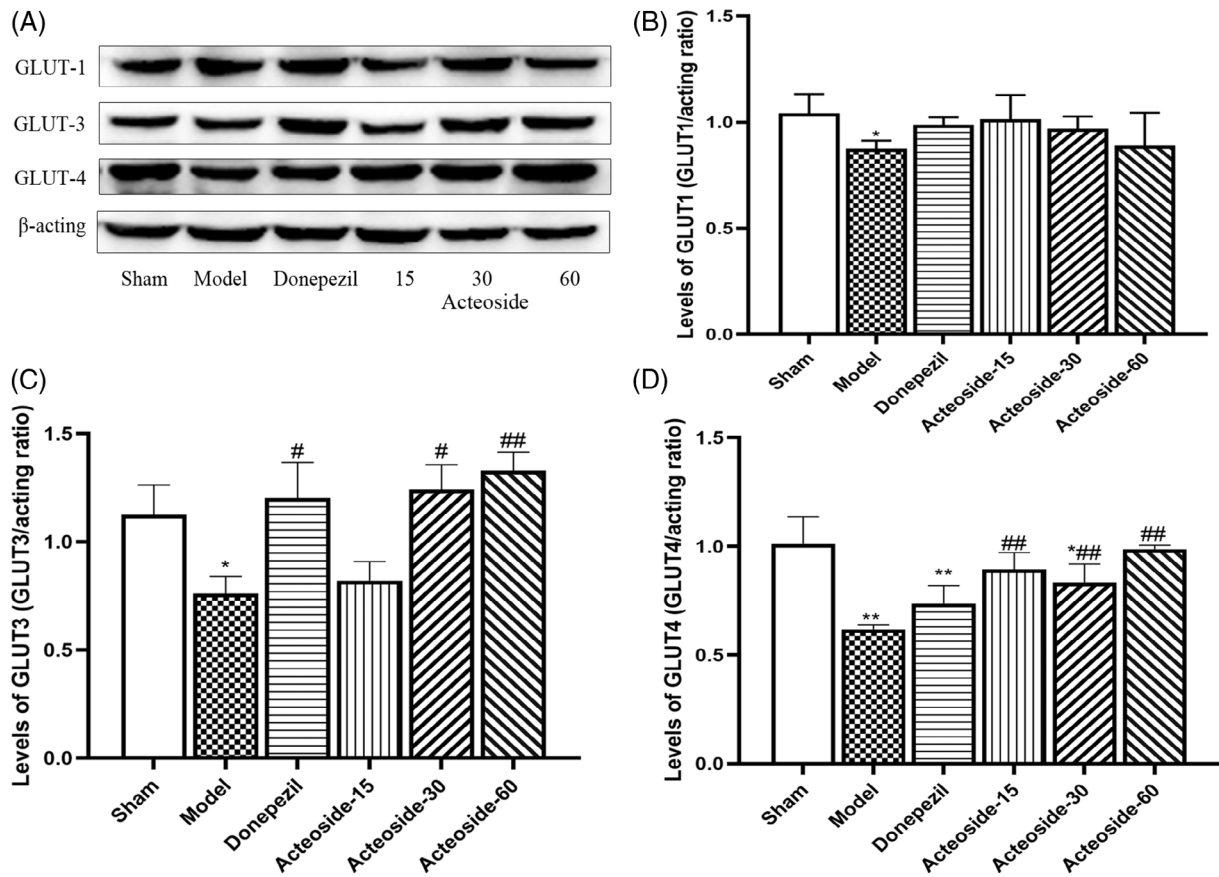 (A)
GLUT-1
GLUT-3
GLUT-4
β-acting
Sham Model Donepezil 15 30 60
Acteoside
(B)
Levels of GLUT1 (GLUT1/acting ratio)
1.5
1.0
0.5
0.0
*
Sham
Model
Donepezil
Acteoside-15
Acteoside-30
Acteoside-60
(C)
Levels of GLUT3 (GLUT3/acting ratio)
1.5
1.0
0.5
0.0
*
#
#
##
Sham
Model
Donepezil
Acteoside-15
Acteoside-30
Acteoside-60
(D)
Levels of GLUT4 (GLUT4/acting ratio)
1.5
1.0
0.5
0.0
**
**
##
*##
##
Sham
Model
Donepezil
Acteoside-15
Acteoside-30
Acteoside-60